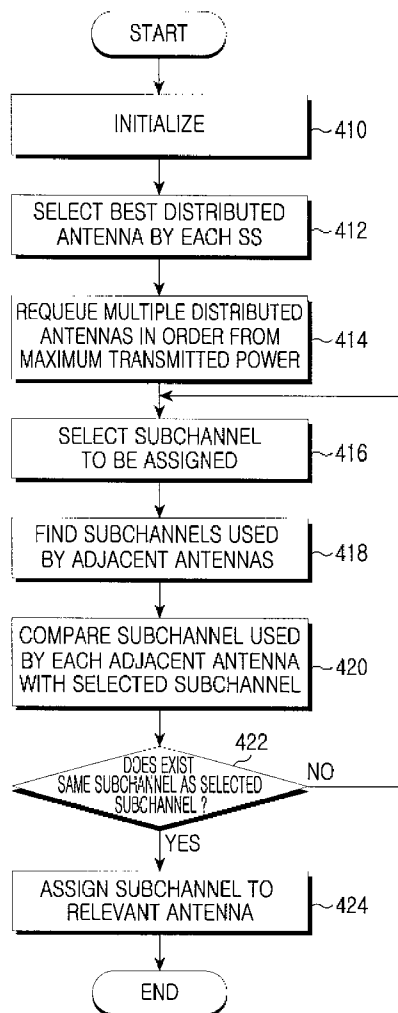 START
INITIALIZE
410
SELECT BEST DISTRIBUTED
ANTENNA BY EACH SS
412
REQUEUE MULTIPLE DISTRIBUTED
ANTENNAS IN ORDER FROM
MAXIMUM TRANSMITTED POWER
414
SELECT SUBCHANNEL
TO BE ASSIGNED
416
FIND SUBCHANNELS USED
BY ADJACENT ANTENNAS
418
COMPARE SUBCHANNEL USED
BY EACH ADJACENT ANTENNA
WITH SELECTED SUBCHANNEL
420
422
DOES EXIST
SAME SUBCHANNEL AS SELECTED
SUBCHANNEL ?
NO
YES
ASSIGN SUBCHANNEL TO
RELEVANT ANTENNA
424
END